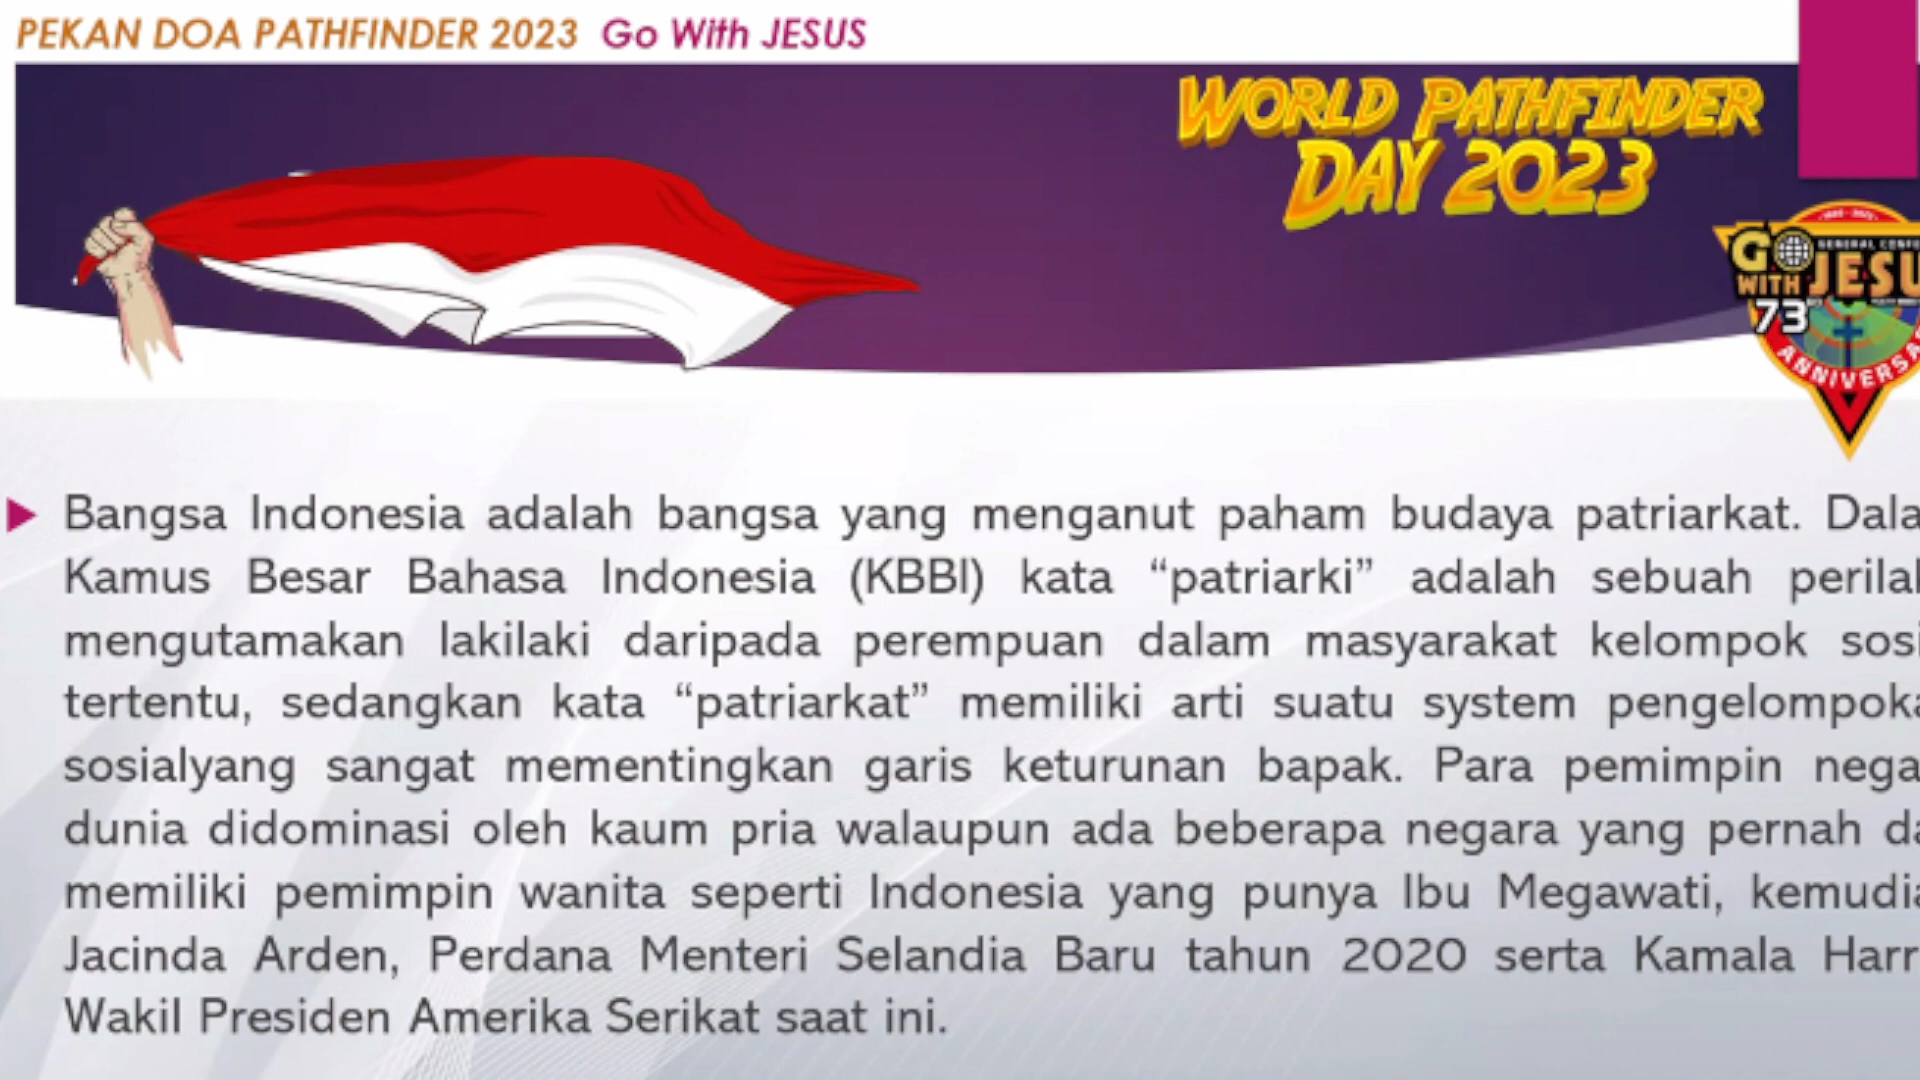 PEKAN DOA PATHFINDER 2023 Go With JESUS
WORLD PATHFINDER
DAY 2023
GO
WITH JESU
73
ANNIVERSA
Bangsa Indonesia adalah bangsa yang menganut paham budaya patriarkat. Dala
Kamus Besar Bahasa Indonesia (KBBI) kata “patriarki” adalah sebuah perila
mengutamakan lakilaki daripada perempuan dalam masyarakat kelompok sosi
tertentu, sedangkan kata “patriarkat” memiliki arti suatu system pengelompoka
sosialyang sangat mementingkan garis keturunan bapak. Para pemimpin nega
dunia didominasi oleh kaum pria walaupun ada beberapa negara yang pernah da
memiliki pemimpin wanita seperti Indonesia yang punya Ibu Megawati, kemudia
Jacinda Arden, Perdana Menteri Selandia Baru tahun 2020 serta Kamala Harr
Wakil Presiden Amerika Serikat saat ini.